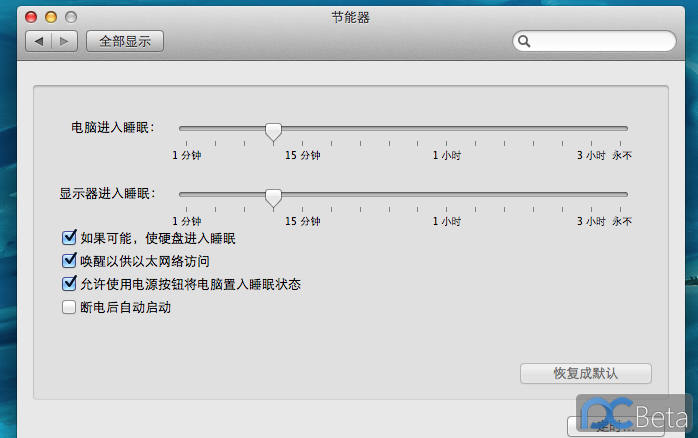 节能器
全部显示
电脑进入睡眠：
1 分钟 15 分钟 1 小时 3 小时 永不
显示器进入睡眠：
1 分钟 15 分钟 1 小时 3 小时 永不
如果可能，使硬盘进入睡眠
唤醒以供以太网络访问
允许使用电源按钮将电脑置入睡眠状态
断电后自动启动
恢复成默认
PCBeta
定时...